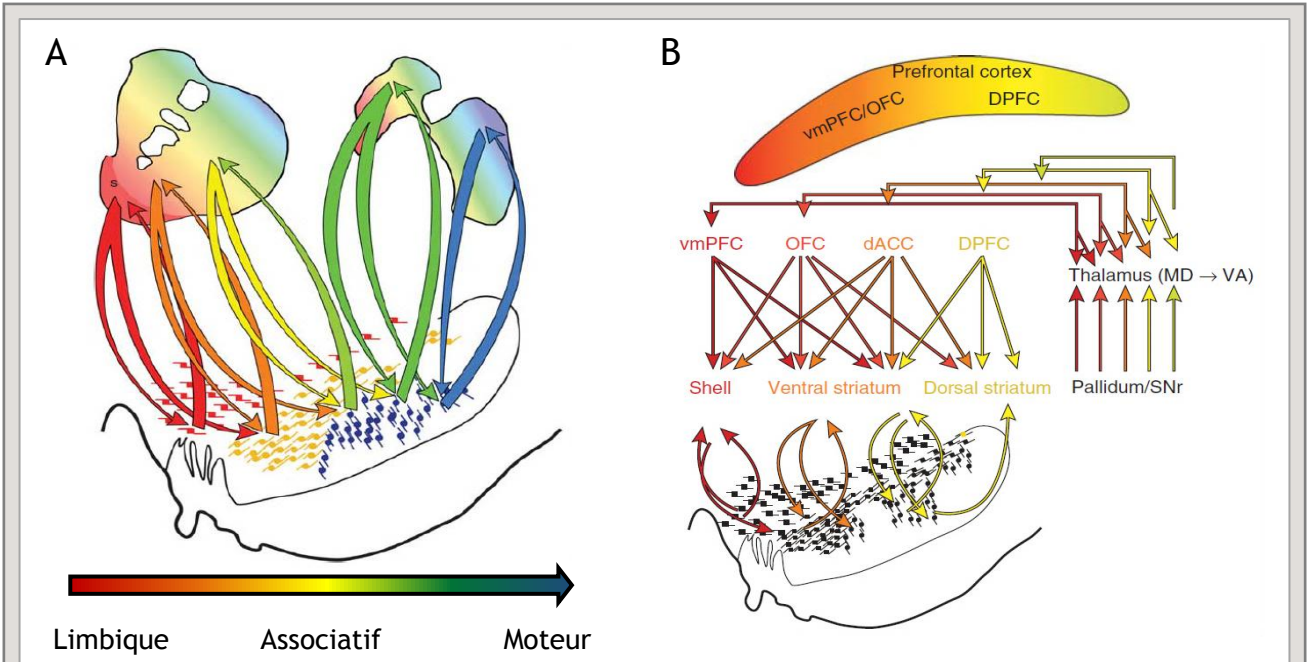 A
s
Limbique Associatif Moteur
B
Prefrontal cortex
vmPFC/OFC DPFC
vmPFC OFC dACC DPFC
Thalamus (MD → VA)
Shell Ventral striatum Dorsal striatum Pallidum/SNr